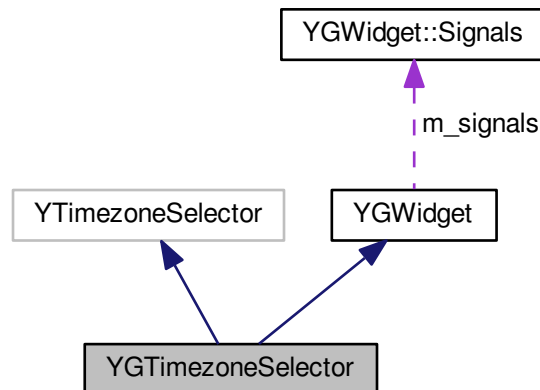 YGWidget::Signals
m_signals
YTimezoneSelector
YGWidget
YGTimezoneSelector